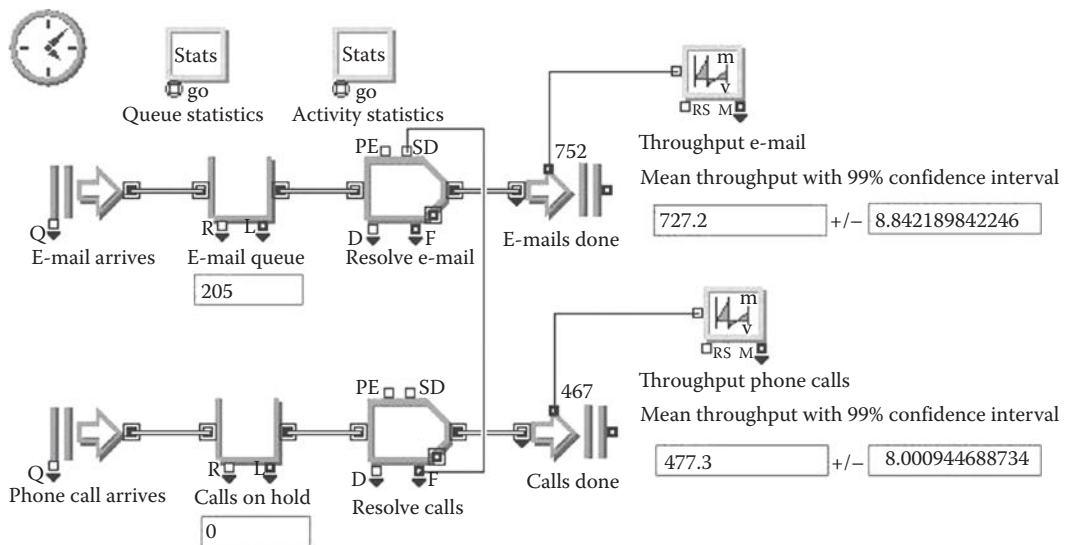 Stats
go
Queue statistics
Stats
go
Activity statistics
m
v
RS M
Throughput e-mail
Mean throughput with 99% confidence interval
727.2 +/– 8.842189842246
PE SD
752
Q
E-mail arrives
R L
E-mail queue
205
D F
Resolve e-mail
E-mails done
m
v
RS M
Throughput phone calls
Mean throughput with 99% confidence interval
477.3 +/– 8.000944688734
PE SD
467
Q
Phone call arrives
R L
Calls on hold
0
D F
Resolve calls
Calls done